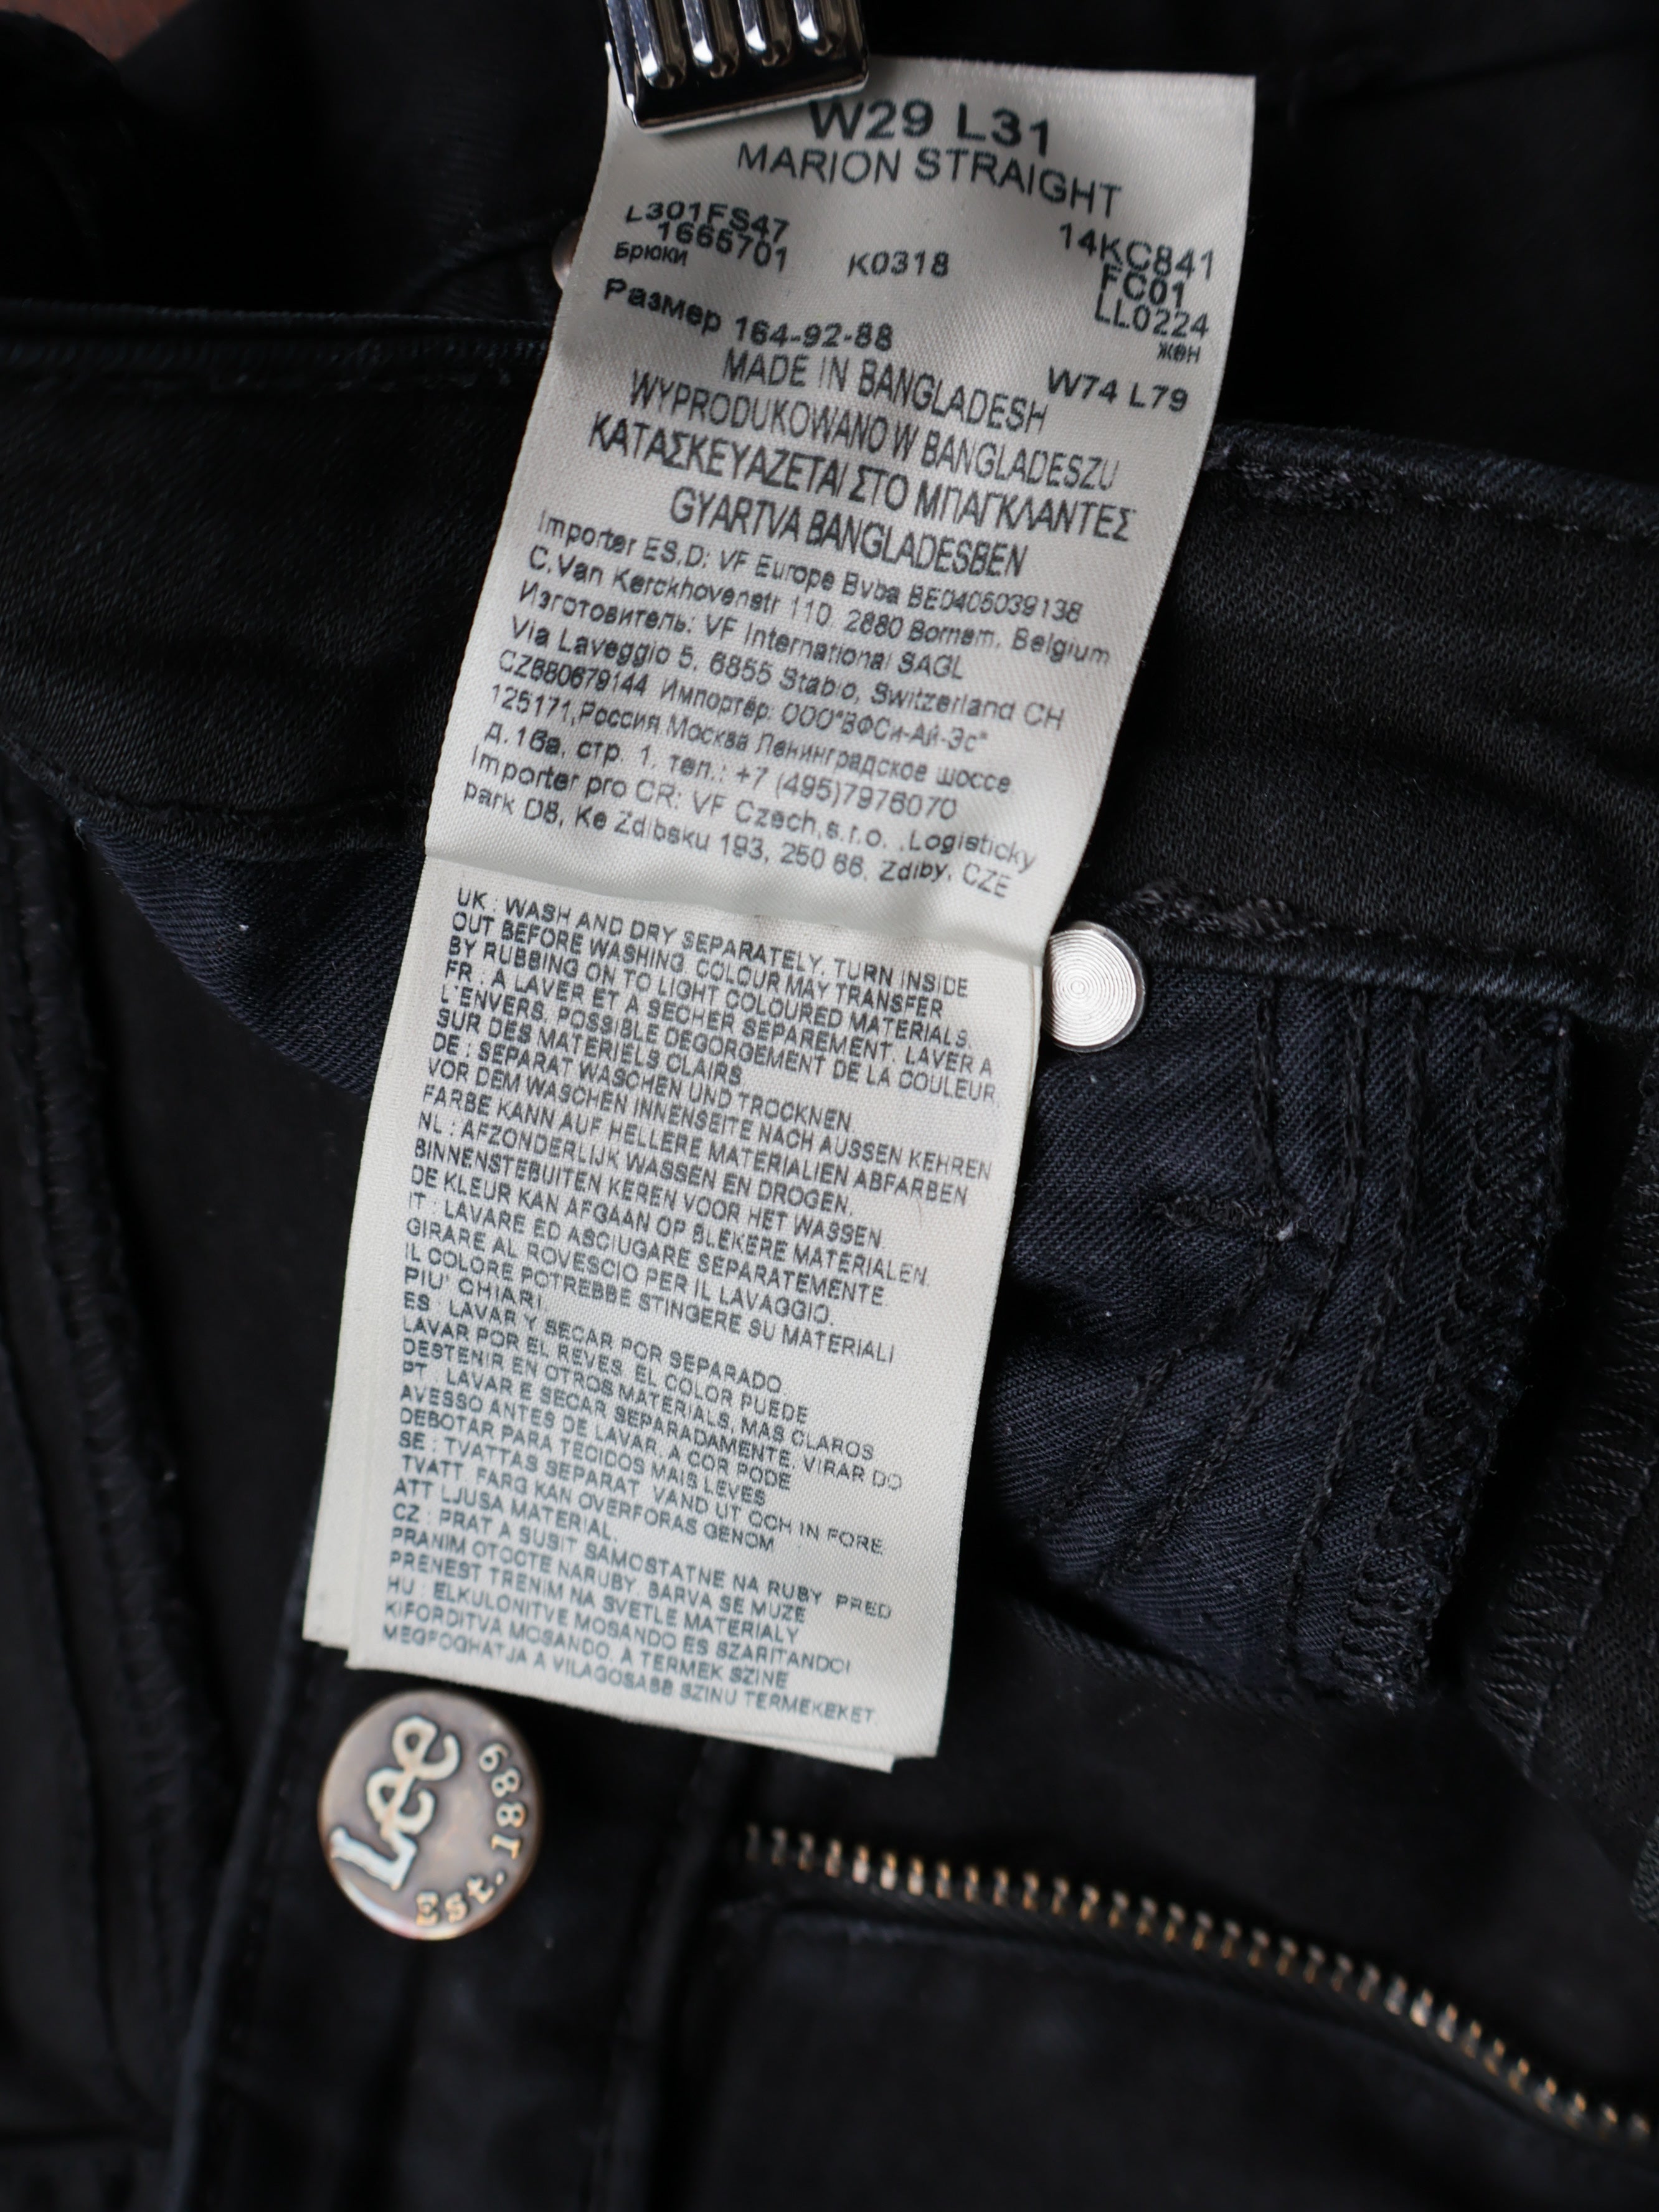 W29 L31
MARION STRAIGHT
L301FS47 14KC841
1665701 K0318 FC01
Брюки LL0224
жен
Размер 164-92-88 W74 L79
MADE IN BANGLADESH
WYPRODUKOWANO W BANGLADESZU
ΚΑΤΑΣΚΕΥΑΖΕΤΑΙ ΣΤΟ ΜΠΑΓΚΛΑΝΤΕΣ
GYARTVA BANGLADESBEN
Importer ES,D: VF Europe Bvba BE0405039138
C.Van Kerckhovenstr 110. 2880 Bornem, Belgium
Изготовитель: VF International SAGL
Via Laveggio 5, 6855 Stabio, Switzerland CH
CZ680679144 Импортёр: ООО"ВФСи-Ай-Эс"
125171,Россия Москва Ленинградское шоссе
д.16а, стр. 1, тел.: +7 (495)7976070
Importer pro CR: VF Czech,s.r.o. ,Logisticky
park D8, Ke Zdibsku 193, 250 66, Zdiby, CZE
UK : WASH AND DRY SEPARATELY. TURN INSIDE
OUT BEFORE WASHING. COLOUR MAY TRANSFER
BY RUBBING ON TO LIGHT COLOURED MATERIALS.
FR : A LAVER ET A SECHER SEPAREMENT. LAVER A
L'ENVERS. POSSIBLE DEGORGEMENT DE LA COULEUR,
SUR DES MATERIELS CLAIRS
DE : SEPARAT WASCHEN UND TROCKNEN.
VOR DEM WASCHEN INNENSEITE NACH AUSSEN KEHREN
FARBE KANN AUF HELLERE MATERIALIEN ABFARBEN
NL : AFZONDERLIJK WASSEN EN DROGEN.
BINNENSTEBUITEN KEREN VOOR HET WASSEN.
DE KLEUR KAN AFGAAN OP BLEKERE MATERIALEN.
IT : LAVARE ED ASCIUGARE SEPARATEMENTE.
GIRARE AL ROVESCIO PER IL LAVAGGIO.
IL COLORE POTREBBE STINGERE SU MATERIALI
PIU' CHIARI.
ES : LAVAR Y SECAR POR SEPARADO.
LAVAR POR EL REVES. EL COLOR PUEDE
DESTENIR EN OTROS MATERIALS, MAS CLAROS
PT : LAVAR E SECAR SEPARADAMENTE. VIRAR DO
AVESSO ANTES DE LAVAR. A COR PODE
DEBOTAR PARA TECIDOS MAIS LEVES
SE : TVATTAS SEPARAT. VAND UT OCH IN FORE
TVATT. FARG KAN OVERFORAS GENOM
ATT LJUSA MATERIAL.
CZ : PRAT A SUSIT SAMOSTATNE NA RUBY PRED
PRANIM OTOCTE NARUBY. BARVA SE MUZE
PRENEST TRENIM NA SVETLE MATERIALY
HU : ELKULONITVE MOSANDO ES SZARITANDO!
KIFORDITVA MOSANDO. A TERMEK SZINE
MEGFOGHATJA A VILAGOSABB SZINU TERMEKEKET.
Lee
Est. 1889